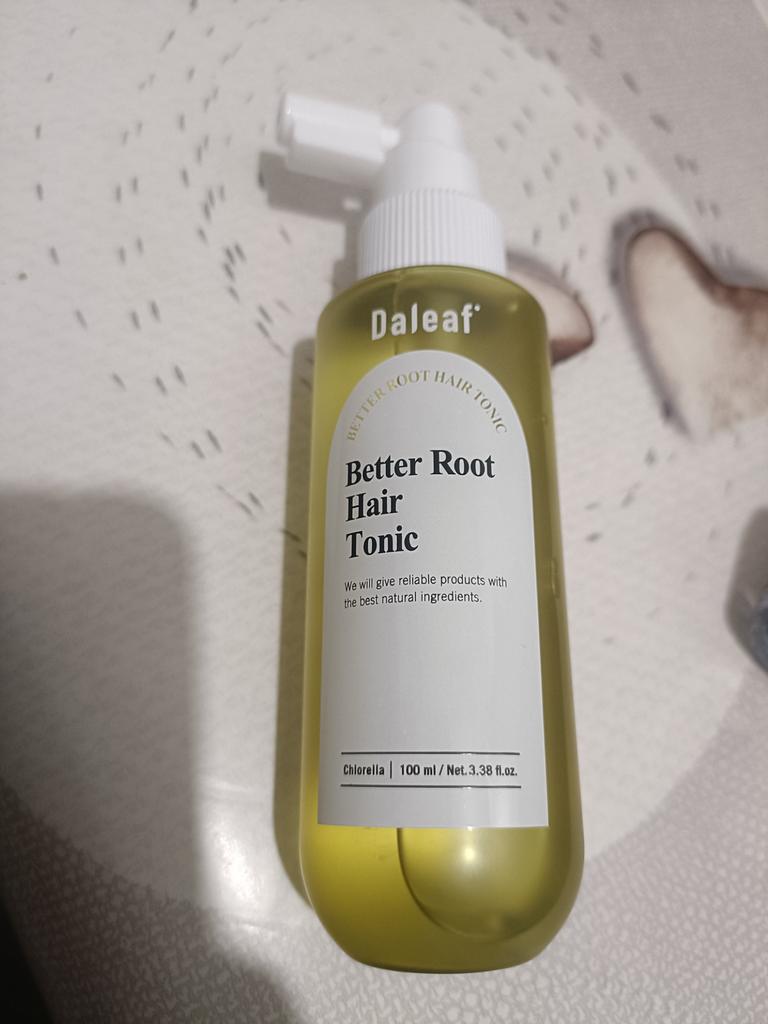 Daleaf
BETTER ROOT HAIR TONIC
Better Root
Hair
Tonic
We will give reliable products with
the best natural ingredients.
Chlorella | 100 ml / Net.3.38 fl.oz.